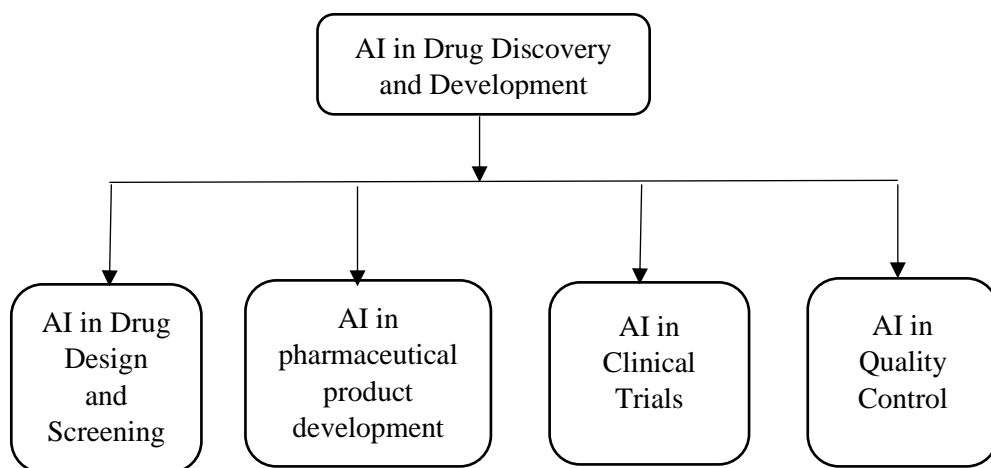 AI in Drug Discovery
and Development
AI in Drug
Design
and
Screening
AI in
pharmaceutical
product
development
AI in
Clinical
Trials
AI in
Quality
Control